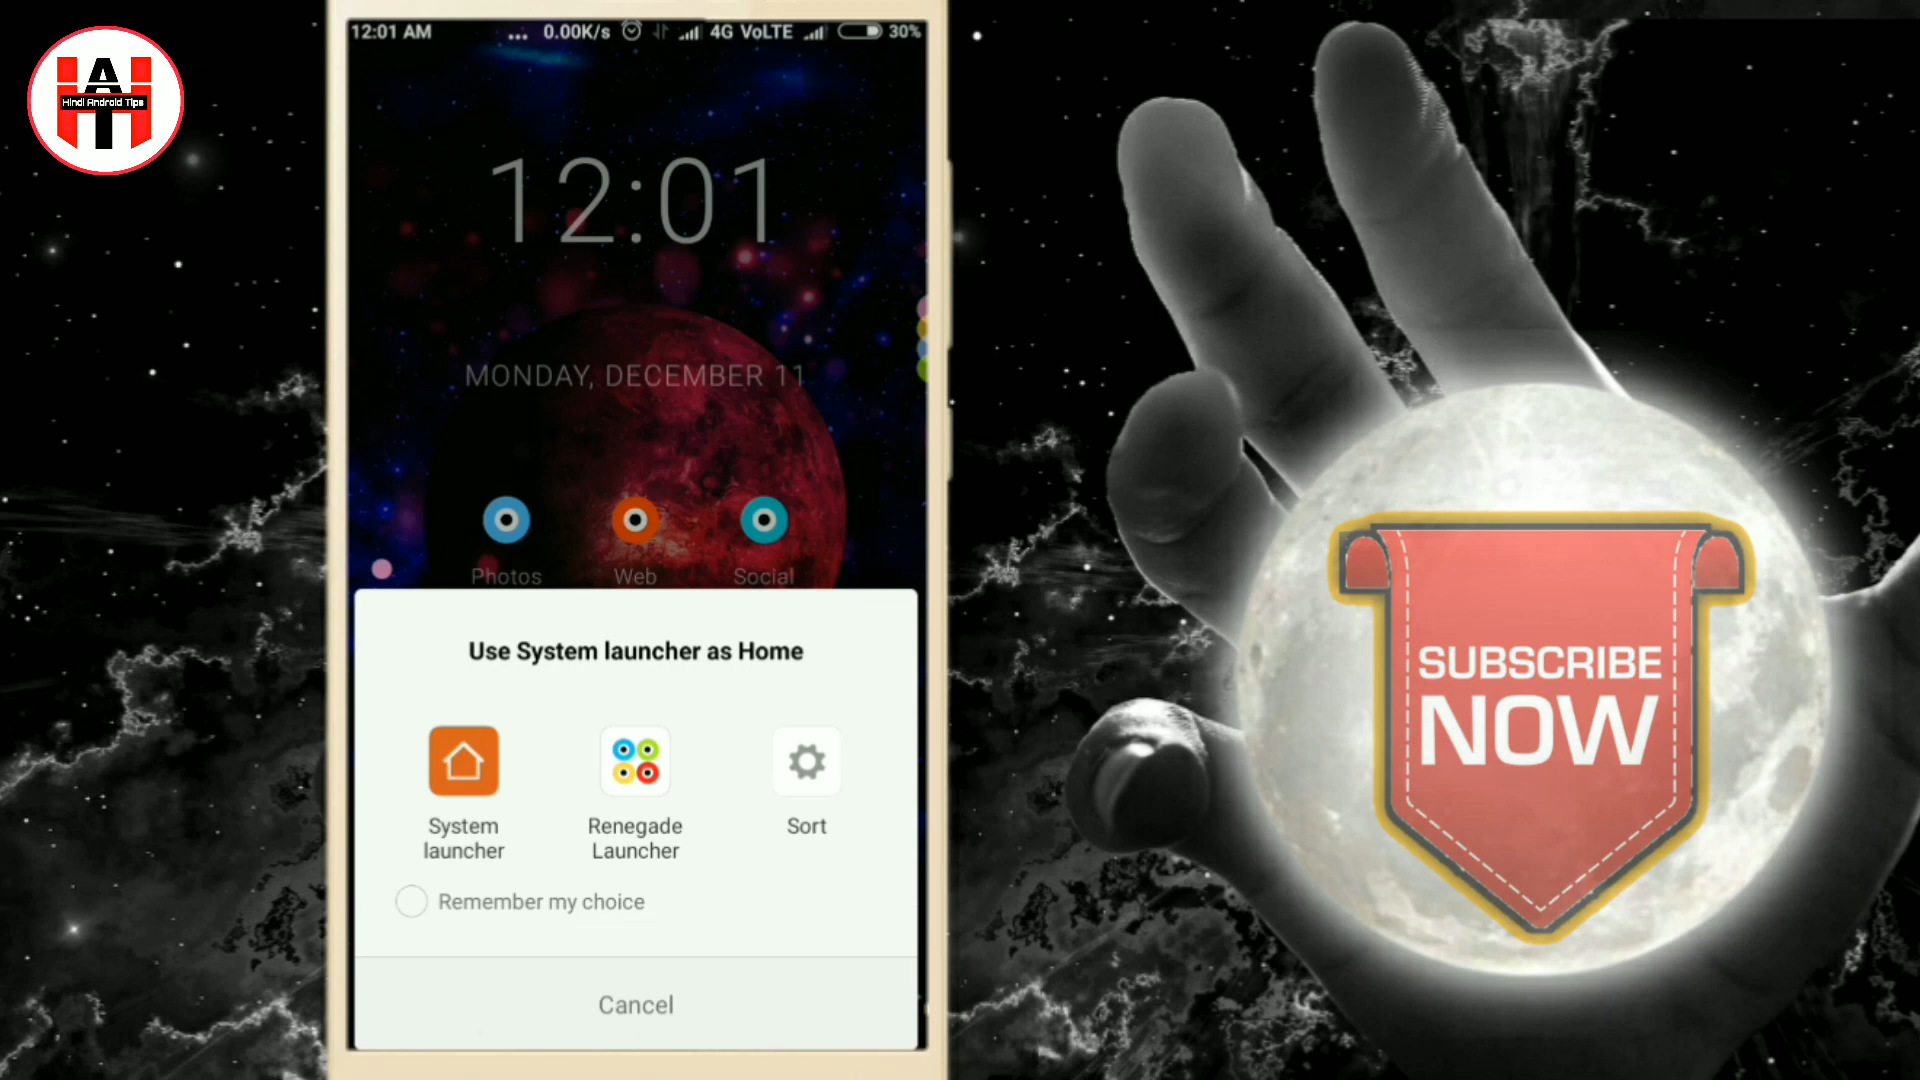 HAT
Hindi Android Tips
12:01 AM
... 0.00K/s 4G VoLTE 30%
12:01
MONDAY, DECEMBER 11
Photos Web Social
Use System launcher as Home
System launcher
Renegade Launcher
Sort
Remember my choice
Cancel
SUBSCRIBE
NOW